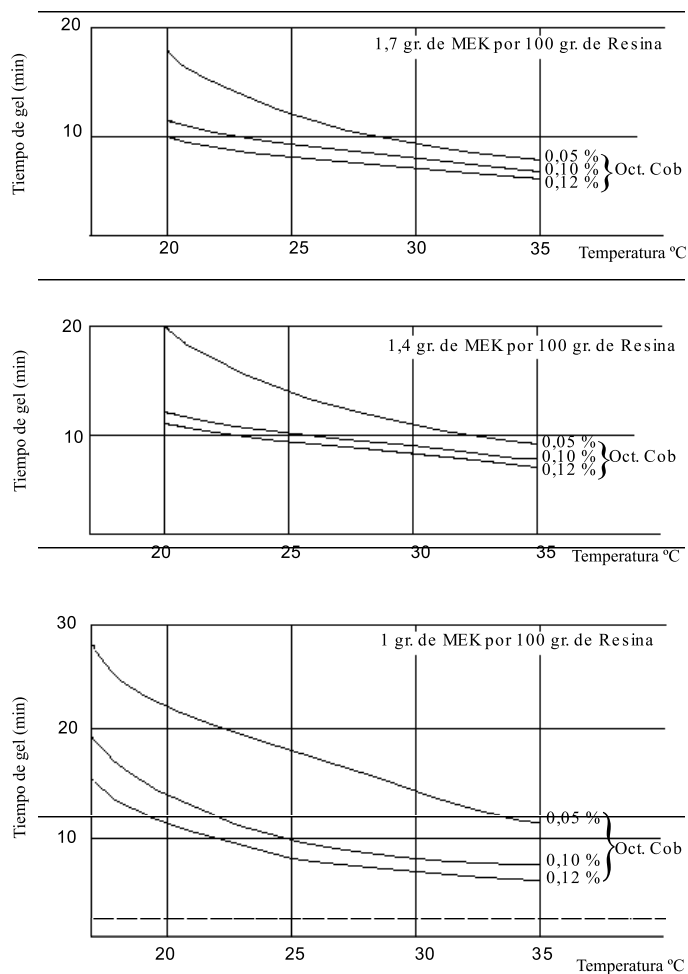 20
1,7 gr. de MEK por 100 gr. de Resina
Tiempo de gel (min)
10
0,05 %
0,10 %
0,12 %
Oct. Cob
20 25 30 35
Temperatura ºC
20
1,4 gr. de MEK por 100 gr. de Resina
Tiempo de gel (min)
10
0,05 %
0,10 %
0,12 %
Oct. Cob
20 25 30 35
Temperatura ºC
30
1 gr. de MEK por 100 gr. de Resina
20
Tiempo de gel (min)
10
0,05 %
0,10 %
0,12 %
Oct. Cob
20 25 30 35
Temperatura ºC